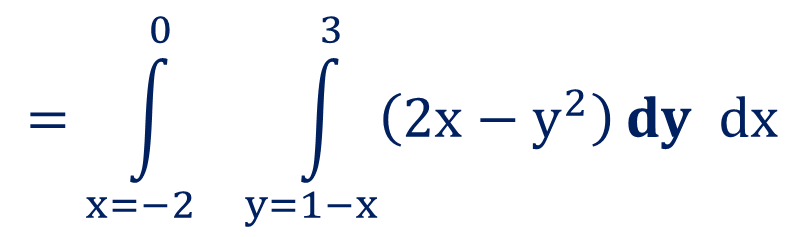 0 3
= ∫ ∫ (2x − y²) dy dx
x=−2 y=1−x